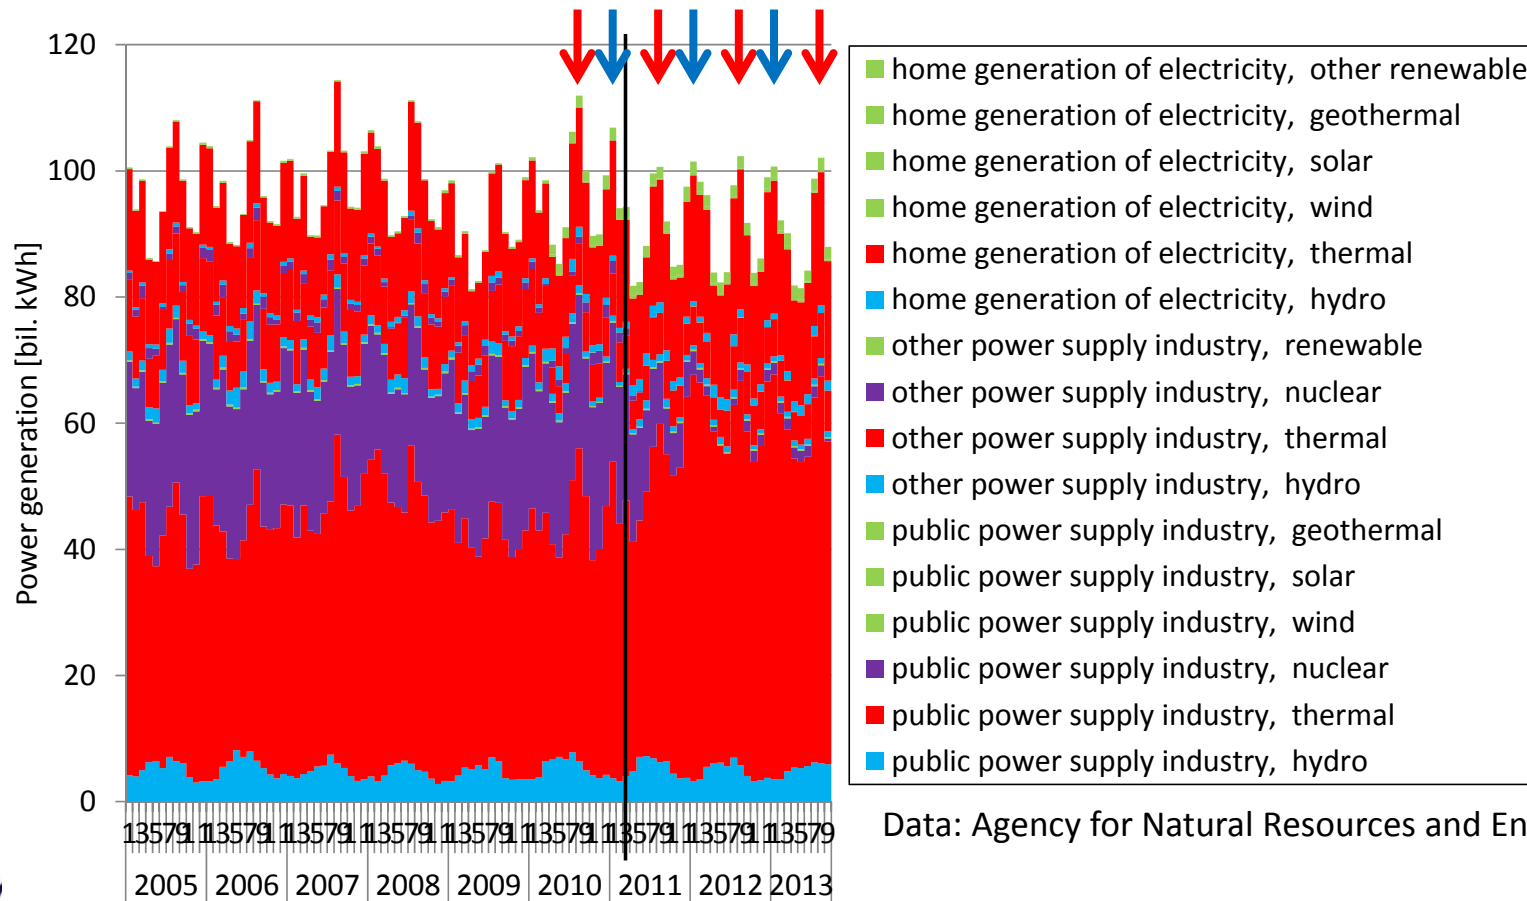 Power generation [bil. kWh]
120
100
80
60
40
20
0
2005 2006 2007 2008 2009 2010 2011 2012 2013
home generation of electricity, other renewable
home generation of electricity, geothermal
home generation of electricity, solar
home generation of electricity, wind
home generation of electricity, thermal
home generation of electricity, hydro
other power supply industry, renewable
other power supply industry, nuclear
other power supply industry, thermal
other power supply industry, hydro
public power supply industry, geothermal
public power supply industry, solar
public power supply industry, wind
public power supply industry, nuclear
public power supply industry, thermal
public power supply industry, hydro
Data: Agency for Natural Resources and En